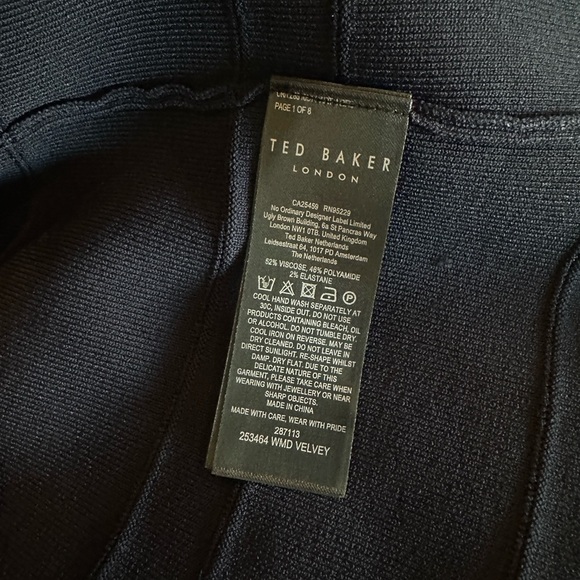 PAGE 1 OF 8
TED BAKER
LONDON
CA25459 RN95229
No Ordinary Designer Label Limited
Ugly Brown Building, 6a St Pancras Way
London NW1 0TB, United Kingdom
Ted Baker Netherlands
Leidsestraat 64, 1017 PD Amsterdam
The Netherlands
52% VISCOSE, 46% POLYAMIDE
2% ELASTANE
COOL HAND WASH SEPARATELY AT
30C, INSIDE OUT. DO NOT USE
PRODUCTS CONTAINING BLEACH, OIL
OR ALCOHOL. DO NOT TUMBLE DRY.
COOL IRON ON REVERSE. MAY BE
DRY CLEANED. DO NOT LEAVE IN
DIRECT SUNLIGHT. RE-SHAPE WHILST
DAMP. DRY FLAT. DUE TO THE
DELICATE NATURE OF THIS
GARMENT, PLEASE TAKE CARE WHEN
WEARING WITH JEWELLERY OR NEAR
SHARP OBJECTS.
MADE IN CHINA
MADE WITH CARE, WEAR WITH PRIDE
287113
253464 WMD VELVEY